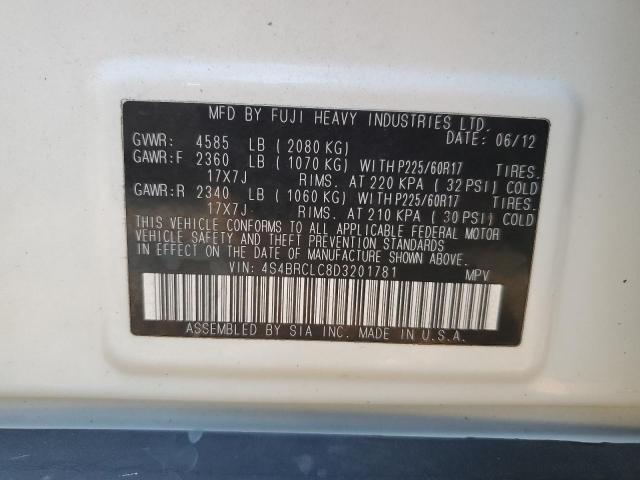 MFD BY FUJI HEAVY INDUSTRIES LTD.
DATE: 06/12
GVWR: 4585 LB ( 2080 KG)
GAWR:F 2360 LB ( 1070 KG) WITH P225/60R17 TIRES.
17X7J RIMS. AT 220 KPA ( 32 PSI) COLD
GAWR:R 2340 LB ( 1060 KG) WITH P225/60R17 TIRES.
17X7J RIMS. AT 210 KPA ( 30 PSI) COLD
THIS VEHICLE CONFORMS TO ALL APPLICABLE FEDERAL MOTOR
VEHICLE SAFETY AND THEFT PREVENTION STANDARDS
IN EFFECT ON THE DATE OF MANUFACTURE SHOWN ABOVE.
VIN: 4S4BRCLC8D3201781 MPV
ASSEMBLED BY SIA INC. MADE IN U.S.A.